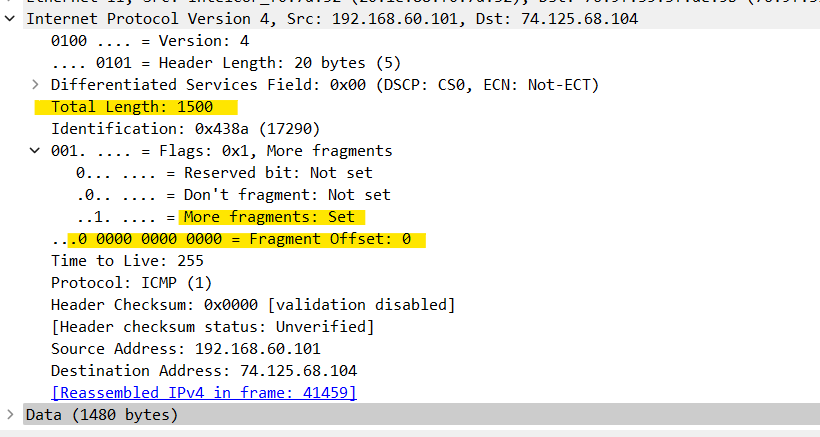 Internet Protocol Version 4, Src: 192.168.60.101, Dst: 74.125.68.104
0100 .... = Version: 4
.... 0101 = Header Length: 20 bytes (5)
Differentiated Services Field: 0x00 (DSCP: CS0, ECN: Not-ECT)
Total Length: 1500
Identification: 0x438a (17290)
001. .... = Flags: 0x1, More fragments
0... .... = Reserved bit: Not set
.0.. .... = Don't fragment: Not set
..1. .... = More fragments: Set
...0 0000 0000 0000 = Fragment Offset: 0
Time to Live: 255
Protocol: ICMP (1)
Header Checksum: 0x0000 [validation disabled]
[Header checksum status: Unverified]
Source Address: 192.168.60.101
Destination Address: 74.125.68.104
[Reassembled IPv4 in frame: 41459]
Data (1480 bytes)